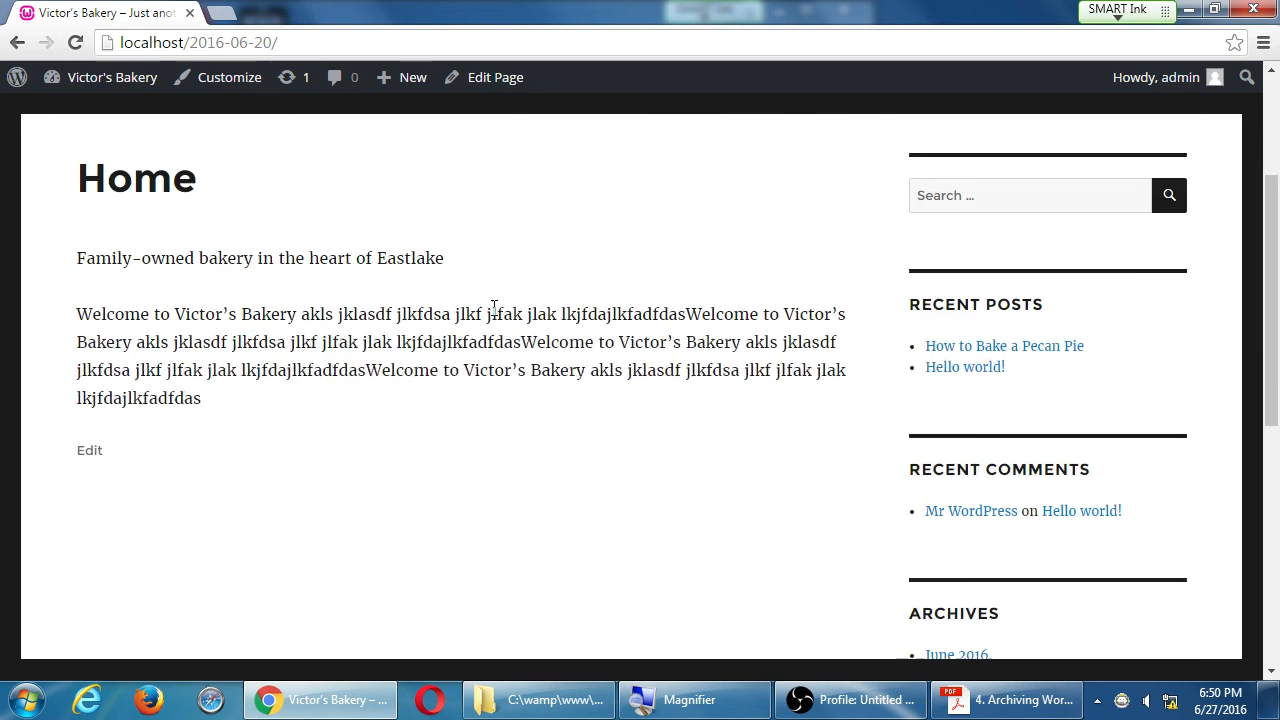 Victor's Bakery – Just anot
SMART Ink
localhost/2016-06-20/
Victor's Bakery Customize 1 0 New Edit Page Howdy, admin
Home
Search …
Family-owned bakery in the heart of Eastlake
RECENT POSTS
Welcome to Victor’s Bakery akls jklasdf jlkfdsa jlkf jlfak jlak lkjfdajlkfadfdasWelcome to Victor’s
Bakery akls jklasdf jlkfdsa jlkf jlfak jlak lkjfdajlkfadfdasWelcome to Victor’s Bakery akls jklasdf
jlkfdsa jlkf jlfak jlak lkjfdajlkfadfdasWelcome to Victor’s Bakery akls jklasdf jlkfdsa jlkf jlfak jlak
lkjfdajlkfadfdas
How to Bake a Pecan Pie
Hello world!
Edit
RECENT COMMENTS
Mr WordPress on Hello world!
ARCHIVES
June 2016
Victor's Bakery – ... C:\wamp\www\... Magnifier Profile: Untitled ... PDF 4. Archiving Wor... 6:50 PM
6/27/2016